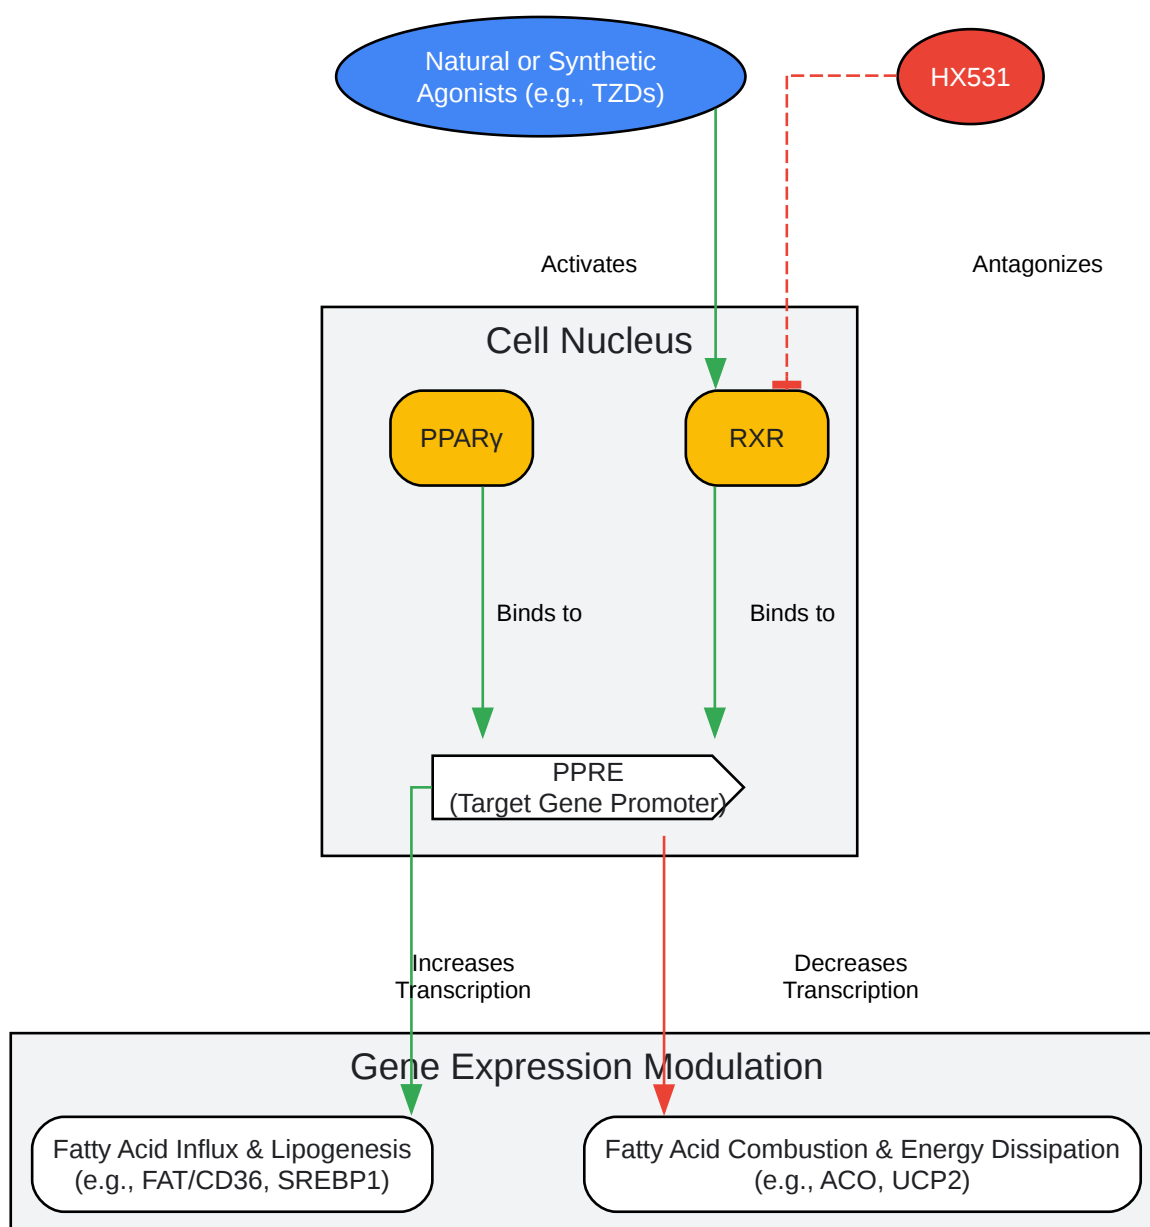 Natural or Synthetic
Agonists (e.g., TZDs)
HX531
Activates
Antagonizes
Cell Nucleus
PPARγ
RXR
Binds to
Binds to
PPRE
(Target Gene Promoter)
Increases
Transcription
Decreases
Transcription
Gene Expression Modulation
Fatty Acid Influx & Lipogenesis
(e.g., FAT/CD36, SREBP1)
Fatty Acid Combustion & Energy Dissipation
(e.g., ACO, UCP2)